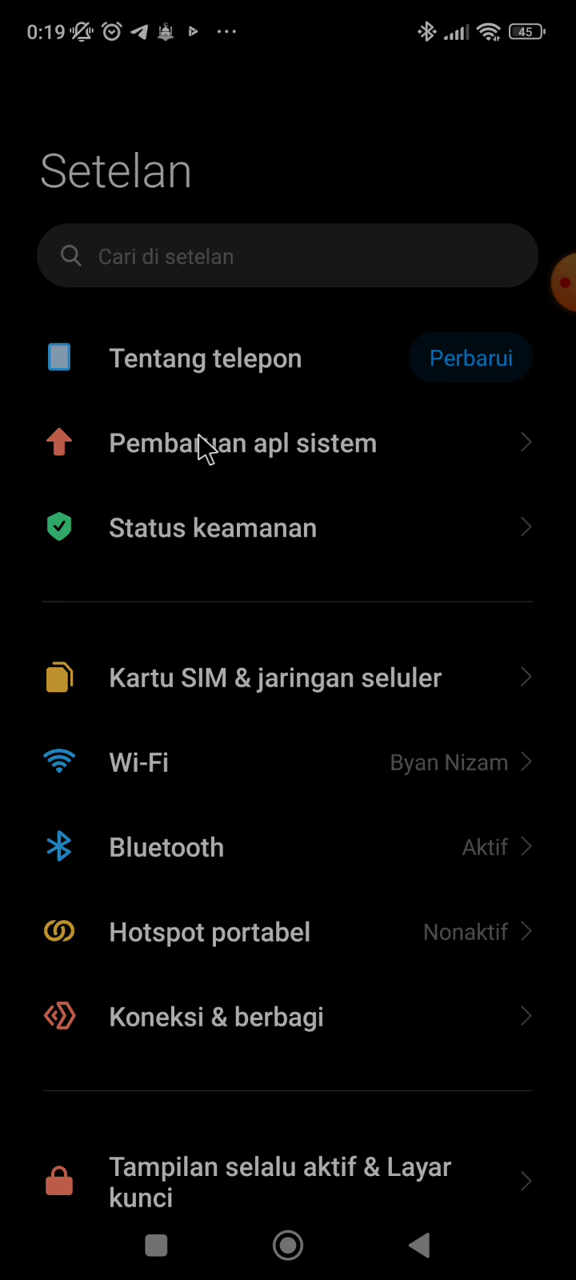 0:19
45
Setelan
Cari di setelan
Tentang telepon
Perbarui
Pembaruan apl sistem
Status keamanan
Kartu SIM & jaringan seluler
Wi-Fi
Byan Nizam
Bluetooth
Aktif
Hotspot portabel
Nonaktif
Koneksi & berbagi
Tampilan selalu aktif & Layar
kunci